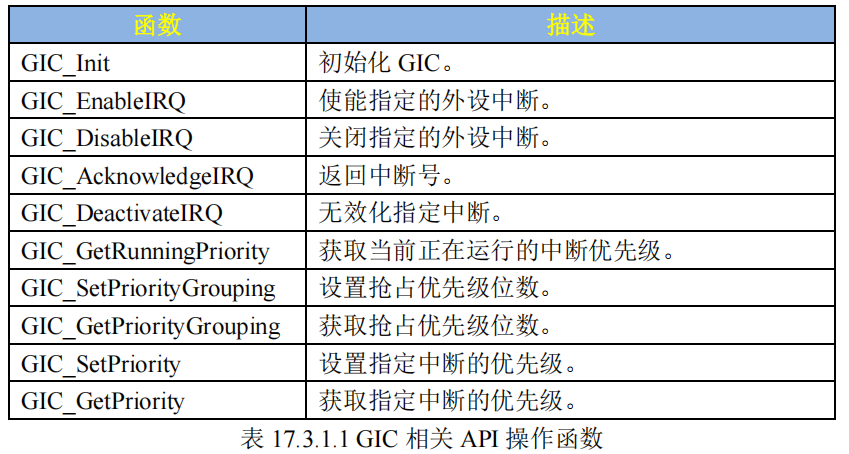 函数 描述
GIC_Init 初始化 GIC。
GIC_EnableIRQ 使能指定的外设中断。
GIC_DisableIRQ 关闭指定的外设中断。
GIC_AcknowledgeIRQ 返回中断号。
GIC_DeactivateIRQ 无效化指定中断。
GIC_GetRunningPriority 获取当前正在运行的中断优先级。
GIC_SetPriorityGrouping 设置抢占优先级位数。
GIC_GetPriorityGrouping 获取抢占优先级位数。
GIC_SetPriority 设置指定中断的优先级。
GIC_GetPriority 获取指定中断的优先级。
表 17.3.1.1 GIC 相关 API 操作函数